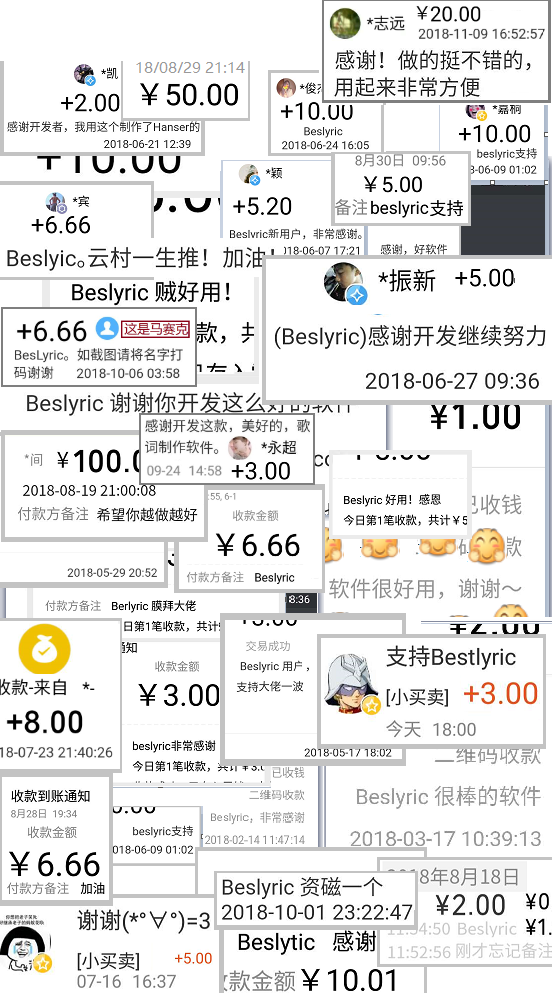 *志远
¥20.00
2018-11-09 16:52:57
感谢！做的挺不错的，
用起来非常方便
*凯
+2.00
感谢开发者，我用这个制作了Hanser的
2018-06-21 12:39
18/08/29 21:14
￥50.00
+10.00
Beslyric
2018-06-24 16:05
*嘉桐
+10.00
beslyric支持
2018-06-09 01:02
+10.00
8月30日 09:56
￥5.00
备注beslyric支持
*宾
+6.66
*颖
+5.20
Beslyric新用户，非常感谢。
2018-06-07 17:21
感谢，好软件
Beslyic。云村一生推！加油！
*振新 +5.00
(Beslyric)感谢开发继续努力
2018-06-27 09:36
Beslyric 贼好用！
+6.66
这是马赛克
BesLyric。如截图请将名字打
码谢谢 2018-10-06 03:58
Beslyric 谢谢你开发这么好的软件
感谢开发这款，美好的，歌
词制作软件。 *永超
09-24 14:58 +3.00
¥1.00
*间 ￥100.0
2018-08-19 21:00:08
付款方备注 希望你越做越好
Beslyric 好用！感恩
今日第1笔收款，共计￥5
已收钱
收款金额
￥6.66
付款方备注 Beslyric
2018-05-29 20:52
软件很好用，谢谢～
8:36
付款方备注 Berlyric 膜拜大佬
¥2.00
收款-来自 *-
+8.00
18-07-23 21:40:26
收款金额
￥3.00
beslyric非常感谢
今日第1笔收款，共计￥3.0
+3.00
交易成功
Beslyric 用户，
支持大佬一波
2018-05-17 18:02
支持Bestlyric
[小买卖] +3.00
今天 18:00
二维码收款
Beslyric 很棒的软件
2018-03-17 10:39:13
已收钱
二维码收款
Beslyric，非常感谢
2018-02-14 11:47:14
收款到账通知
8月28日 19:34
收款金额
￥6.66
付款方备注 加油
beslyric支持
2018-06-09 01:02
Beslyric 资磁一个
2018-10-01 23:22:47
2018年8月18日
¥2.00
¥0
11:54:50 Beslyric
¥1.
11:52:56 刚才忘记备注
谢谢(*°∀°)=3
[小买卖] +5.00
07-16 16:37
Beslytic 感谢
收款金额￥10.01